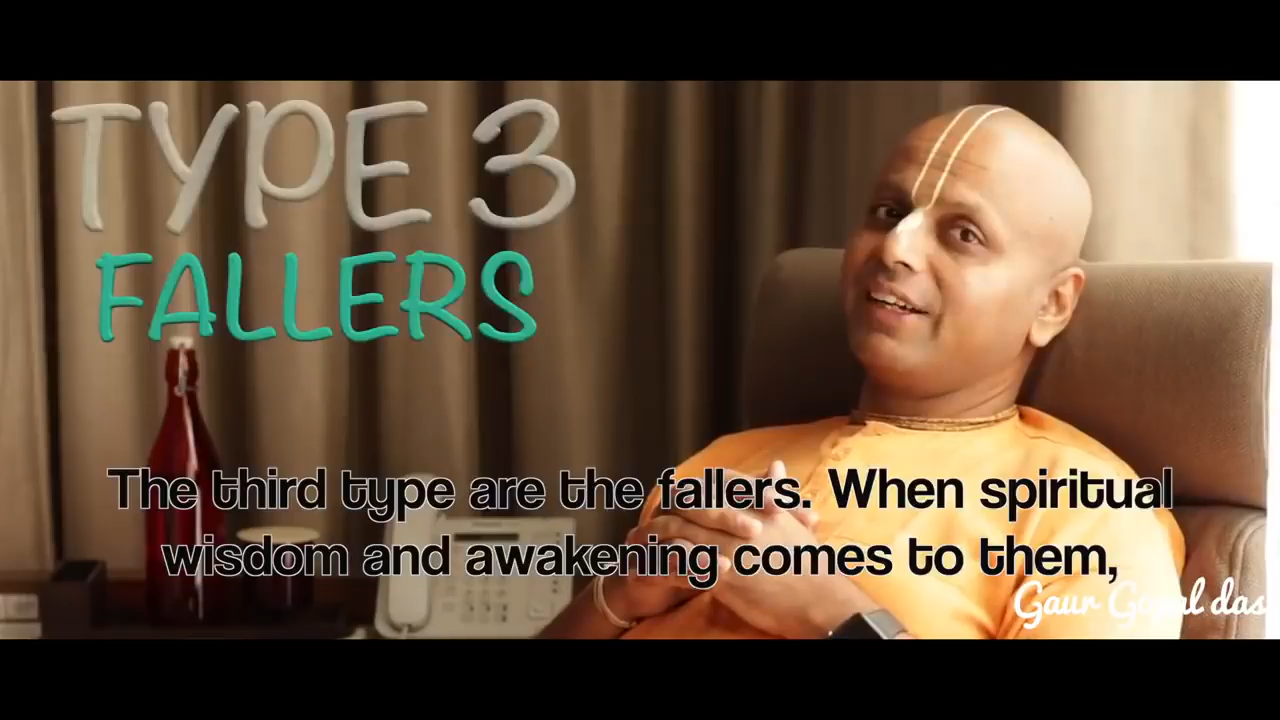 TYPE 3
FALLERS
The third type are the fallers. When spiritual
wisdom and awakening comes to them,
Gaur Gopal das